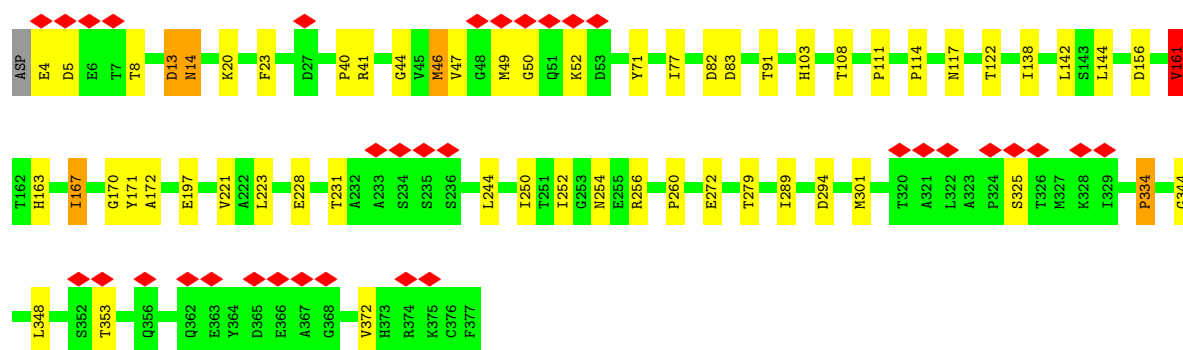 ASP E4 D5 E6 T7 T8 D13 N14 K20 F23 D27 P40 R41 G44 V45 M46 V47 G48 M49 G50 Q51 K52 D53 Y71 I77 D82 D83 T91 H103 T108 P111 P114 N117 T122 I138 L142 S143 L144 D156 V161
T162 H163 I167 G170 Y171 A172 E197 V221 A222 L223 E228 T231 A232 A233 S234 S235 S236 L244 I250 T251 I252 G253 N254 E255 R256 P260 E272 T279 I289 D294 M301 T320 A321 L322 A323 P324 S325 T326 M327 K328 I329 P334 G344
L348 S352 T353 Q356 Q362 E363 Y364 D365 E366 A367 G368 V372 H373 R374 K375 C376 F377